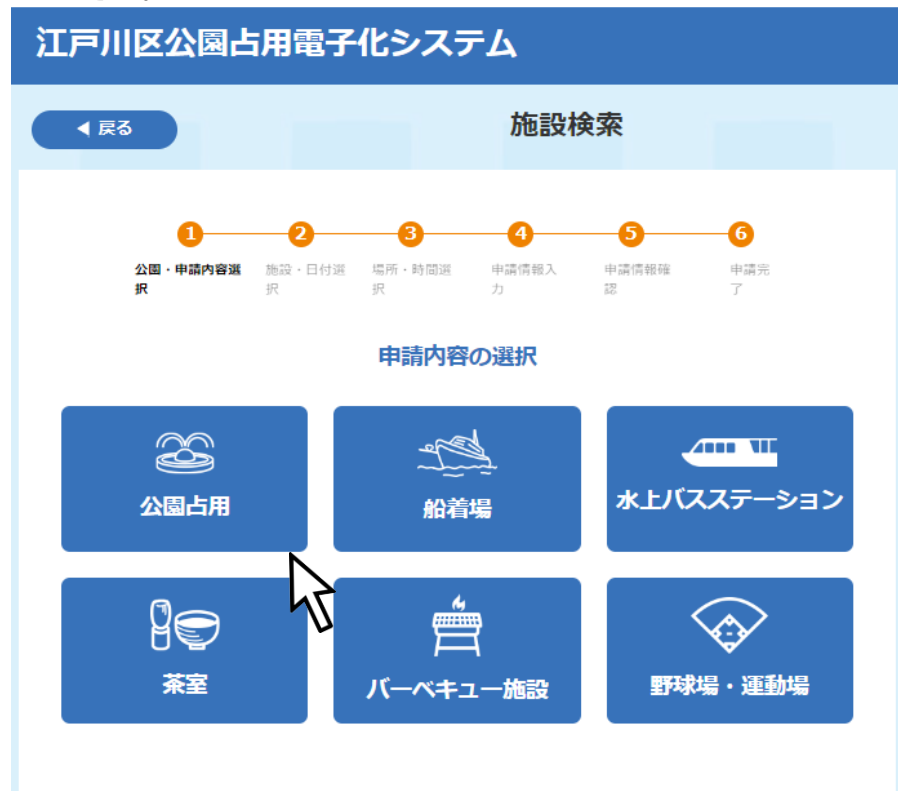 江戸川区公園占用電子化システム
◀ 戻る
施設検索
1 2 3 4 5 6
公園・申請内容選
択
施設・日付選
択
場所・時間選
択
申請情報入
力
申請情報確
認
申請完
了
申請内容の選択
公園占用
船着場
水上バスステーション
茶室
バーベキュー施設
野球場・運動場